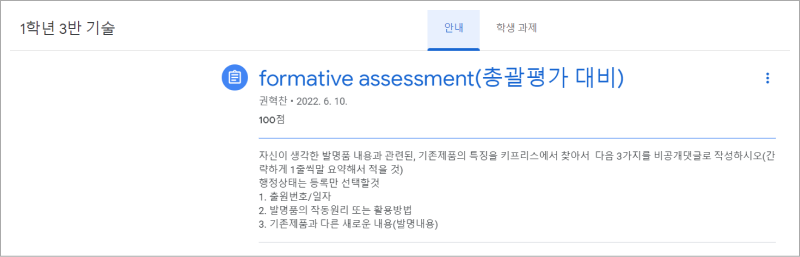 1학년 3반 기술
안내
학생 과제
formative assessment(총괄평가 대비)
권혁찬 • 2022. 6. 10.
100점
자신이 생각한 발명품 내용과 관련된, 기존제품의 특징을 키프리스에서 찾아서 다음 3가지를 비공개댓글로 작성하시오(간
략하게 1줄씩말 요약해서 적을 것)
행정상태는 등록만 선택할것
1. 출원번호/일자
2. 발명품의 작동원리 또는 활용방법
3. 기존제품과 다른 새로운 내용(발명내용)